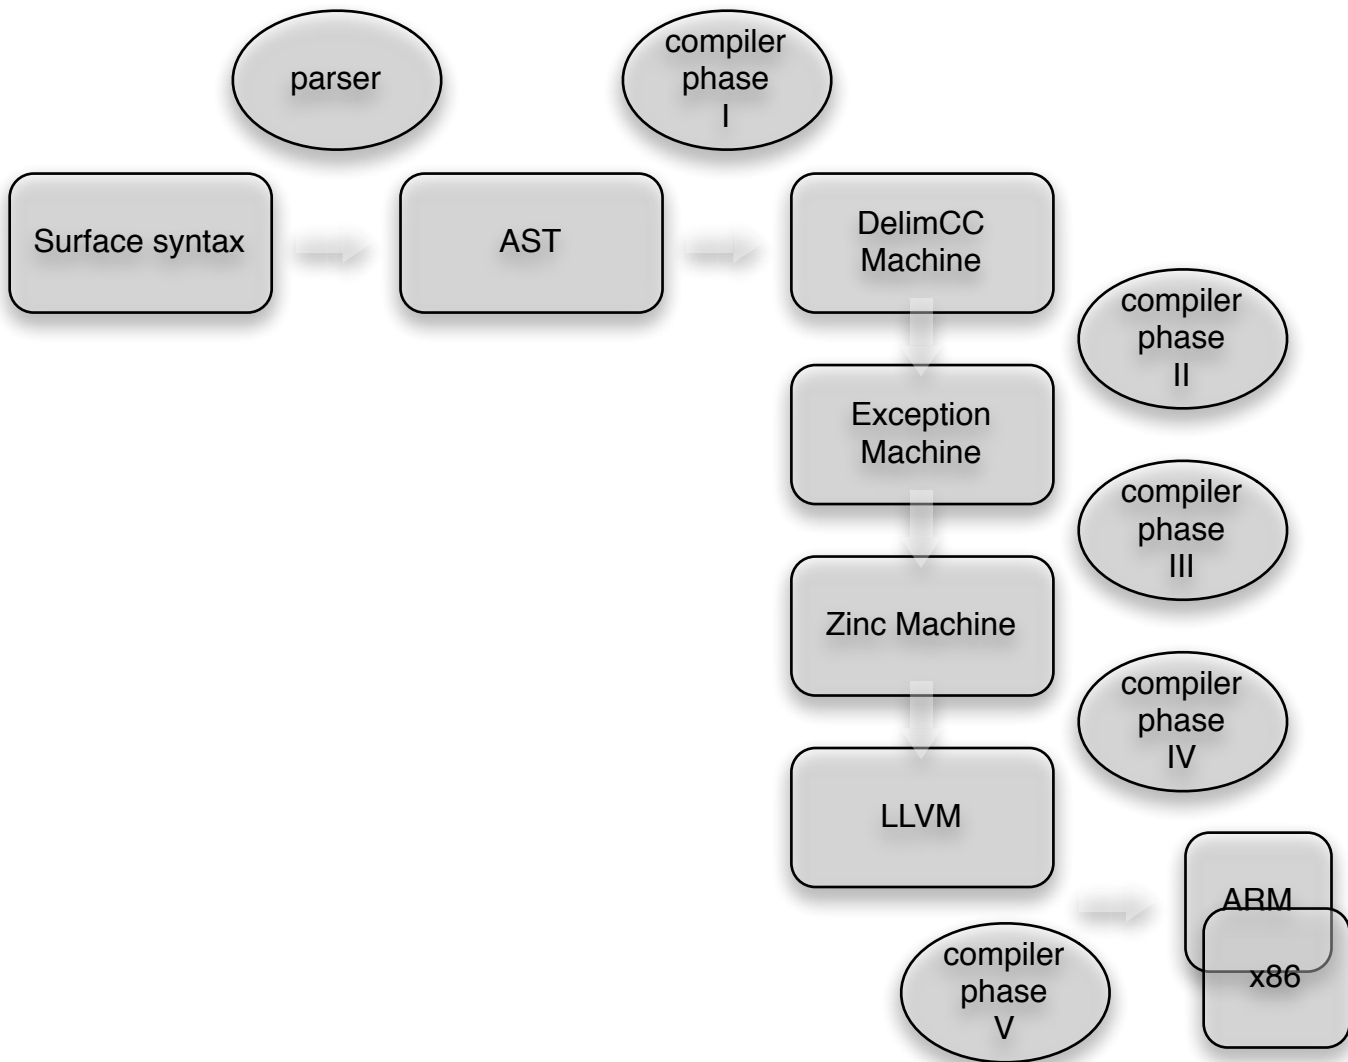 parser
compiler
phase
I
Surface syntax
AST
DelimCC
Machine
compiler
phase
II
Exception
Machine
compiler
phase
III
Zinc Machine
compiler
phase
IV
LLVM
ARM
compiler
phase
V
x86